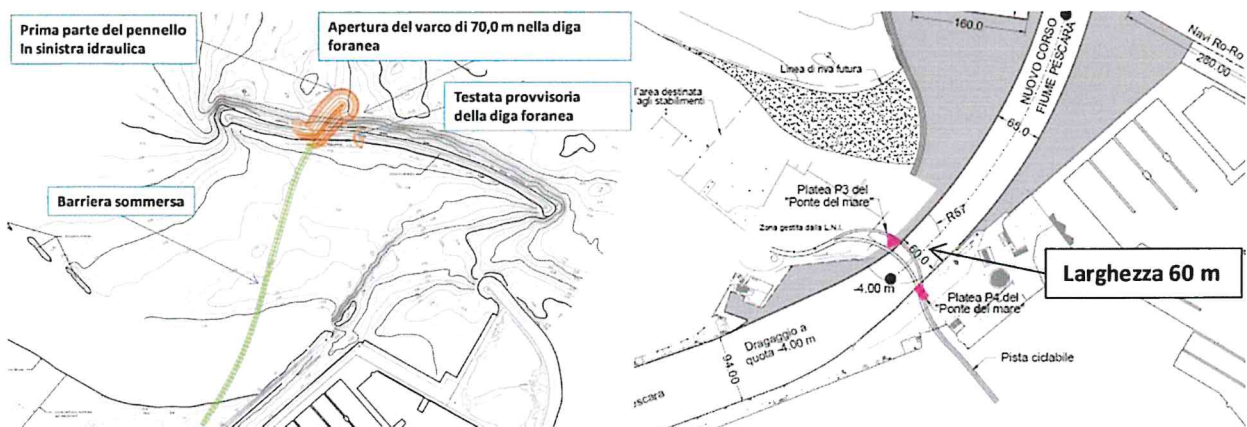 Prima parte del pennello
In sinistra idraulica
Apertura del varco di 70,0 m nella diga
foranea
Testata provvisoria
della diga foranea
Barriera sommersa
160.0
Navi Ro-Ro
260.00
Linea di riva futura
l'area destinata
agli stabilimenti
NUOVO CORSO
FIUME PESCARA
65.0
Platea P3 del
"Ponte del mare"
Zona gestita dalla L.N.I.
R57
60.0
Larghezza 60 m
-4.00 m
Platea P4 del
"Ponte del mare"
Dragaggio a
quota -4.00 m
94.00
Pista ciclabile
escara